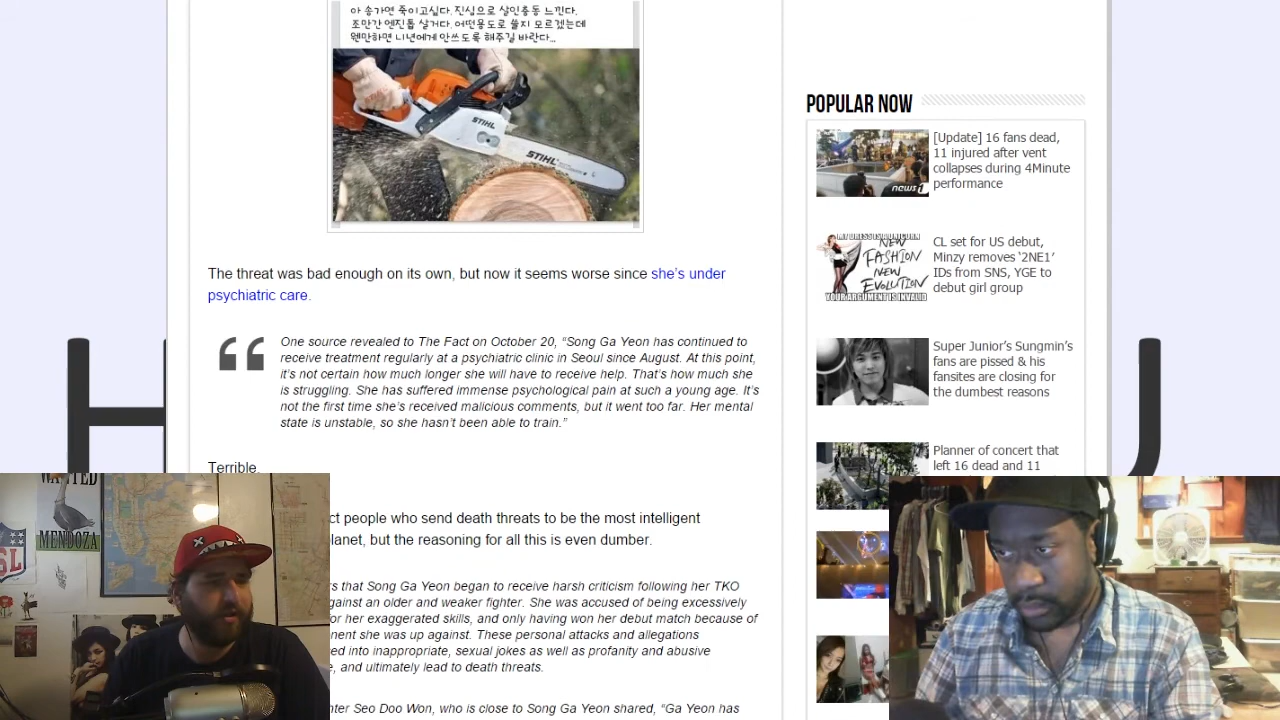 아 송가연 죽이고싶다. 진심으로 살인충동 느낀다.
조만간 엔진톱 살거다. 어떤용도로 쓸지 모르겠는데
웬만하면 니년에게 안쓰도록 해주길 바란다...
STIHL
STIHL
The threat was bad enough on its own, but now it seems worse since she's under
psychiatric care.
One source revealed to The Fact on October 20, “Song Ga Yeon has continued to
receive treatment regularly at a psychiatric clinic in Seoul since August. At this point,
it's not certain how much longer she will have to receive help. That's how much she
is struggling. She has suffered immense psychological pain at such a young age. It's
not the first time she's received malicious comments, but it went too far. Her mental
state is unstable, so she hasn't been able to train.”
Terrible.
ct people who send death threats to be the most intelligent
lanet, but the reasoning for all this is even dumber.
s that Song Ga Yeon began to receive harsh criticism following her TKO
gainst an older and weaker fighter. She was accused of being excessively
or her exaggerated skills, and only having won her debut match because of
nent she was up against. These personal attacks and allegations
ed into inappropriate, sexual jokes as well as profanity and abusive
e, and ultimately lead to death threats.
nter Seo Doo Won, who is close to Song Ga Yeon shared, “Ga Yeon has
POPULAR NOW
[Update] 16 fans dead,
11 injured after vent
collapses during 4Minute
performance
news1
CL set for US debut,
Minzy removes ‘2NE1’
IDs from SNS, YGE to
debut girl group
MY DRESS IS A UNICORN
NEW
FASHION
NEW
EVOLUTION
YOUR ARGUMENT IS INVALID
Super Junior's Sungmin's
fans are pissed & his
fansites are closing for
the dumbest reasons
Planner of concert that
left 16 dead and 11
H
U
WANTED
MENDOZA
SL